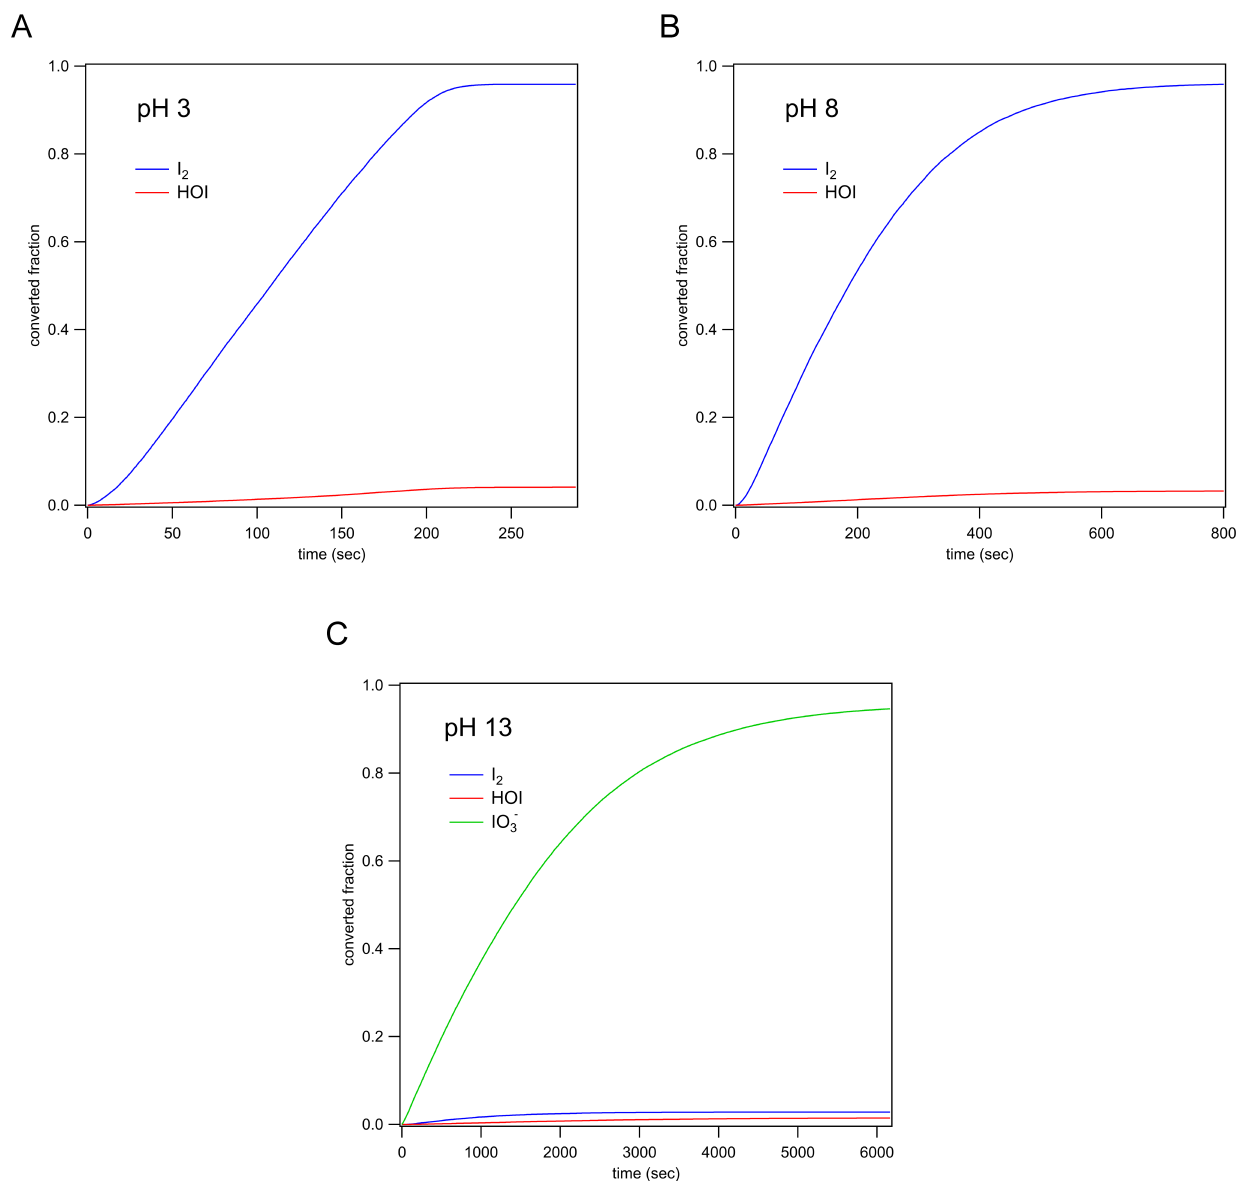 A
1.0
0.8
0.6
0.4
0.2
0.0
converted fraction
pH 3
I2
HOI
0 50 100 150 200 250
time (sec)
B
1.0
0.8
0.6
0.4
0.2
0.0
converted fraction
pH 8
I2
HOI
0 200 400 600 800
time (sec)
C
1.0
0.8
0.6
0.4
0.2
0.0
converted fraction
pH 13
I2
HOI
IO3-
0 1000 2000 3000 4000 5000 6000
time (sec)